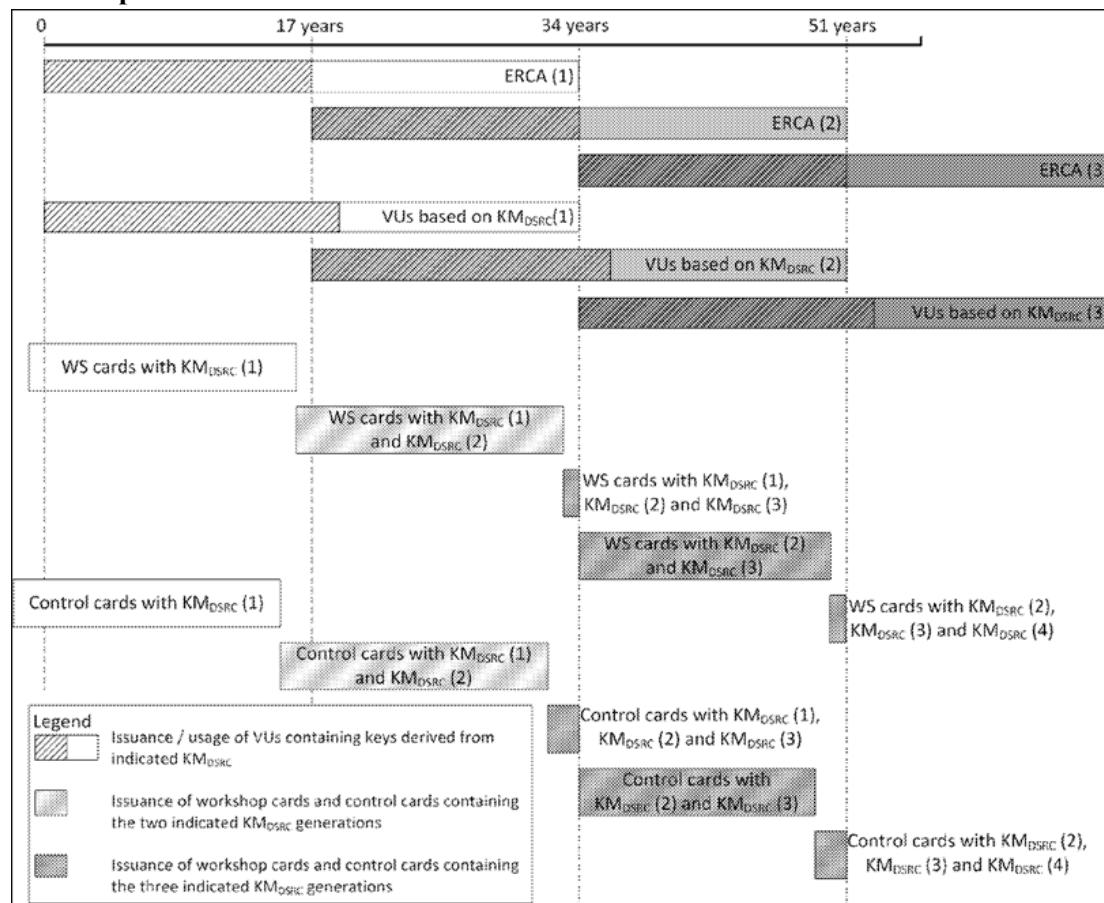 0 17 years 34 years 51 years
ERCA (1)
ERCA (2)
ERCA (3
VUs based on KMDSRC(1)
VUs based on KMDSRC (2)
VUs based on KMDSRC (3
WS cards with KMDSRC (1)
WS cards with KMDSRC (1)
and KMDSRC (2)
WS cards with KMDSRC (1),
KMDSRC (2) and KMDSRC (3)
WS cards with KMDSRC (2)
and KMDSRC (3)
Control cards with KMDSRC (1)
WS cards with KMDSRC (2),
KMDSRC (3) and KMDSRC (4)
Control cards with KMDSRC (1)
and KMDSRC (2)
Control cards with KMDSRC (1),
KMDSRC (2) and KMDSRC (3)
Control cards with
KMDSRC (2) and KMDSRC (3)
Control cards with KMDSRC (2),
KMDSRC (3) and KMDSRC (4)
Legend
Issuance / usage of VUs containing keys derived from
indicated KMDSRC
Issuance of workshop cards and control cards containing
the two indicated KMDSRC generations
Issuance of workshop cards and control cards containing
the three indicated KMDSRC generations